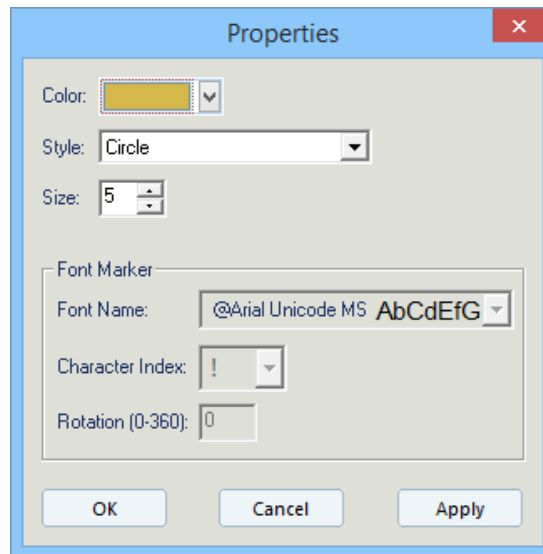 Properties
Color:
Style: Circle
Size: 5
Font Marker
Font Name: @Arial Unicode MS AbCdEfG
Character Index: !
Rotation (0-360): 0
OK Cancel Apply